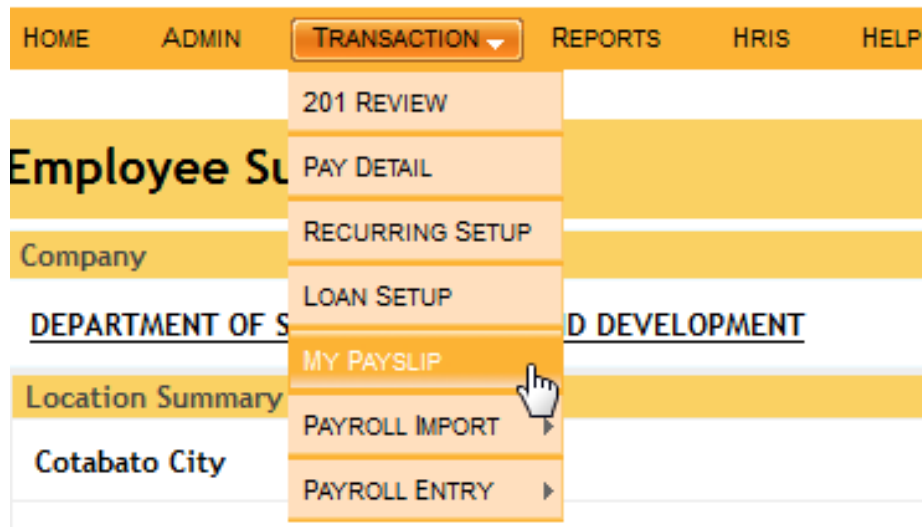 HOME ADMIN TRANSACTION REPORTS HRIS HELP
201 REVIEW
Employee Su
PAY DETAIL
RECURRING SETUP
Company
LOAN SETUP
DEPARTMENT OF S D DEVELOPMENT
MY PAYSLIP
Location Summary
PAYROLL IMPORT
Cotabato City
PAYROLL ENTRY